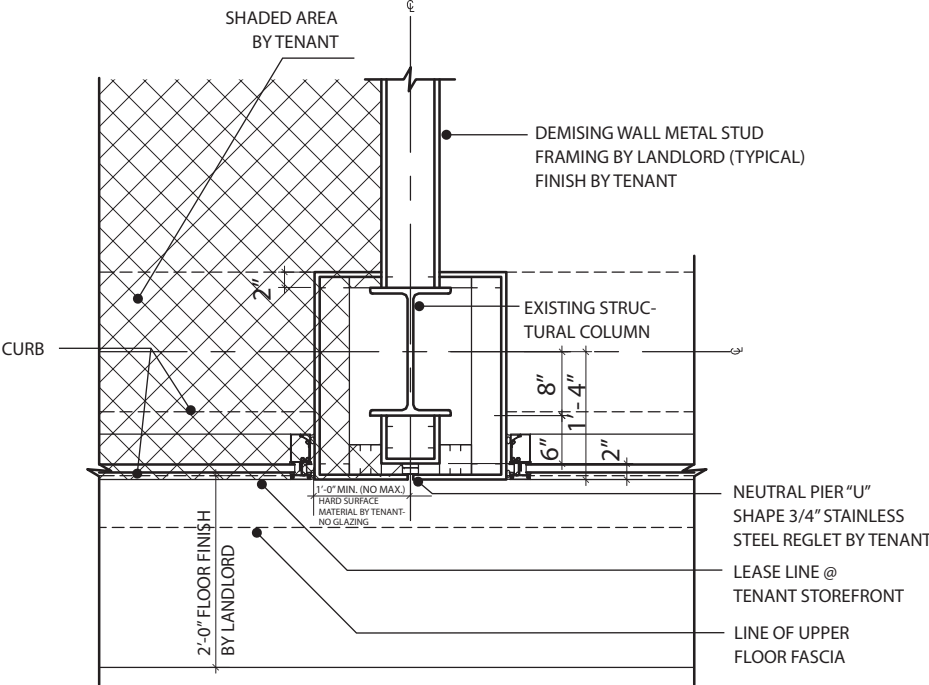 ℄
SHADED AREA
BY TENANT
DEMISING WALL METAL STUD
FRAMING BY LANDLORD (TYPICAL)
FINISH BY TENANT
2"
EXISTING STRUC-
TURAL COLUMN
CURB
℄
8"
1'-4"
6"
2"
1'-0" MIN. (NO MAX.)
HARD SURFACE
MATERIAL BY TENANT-
NO GLAZING
NEUTRAL PIER "U"
SHAPE 3/4" STAINLESS
STEEL REGLET BY TENANT
2'-0" FLOOR FINISH
BY LANDLORD
LEASE LINE @
TENANT STOREFRONT
LINE OF UPPER
FLOOR FASCIA